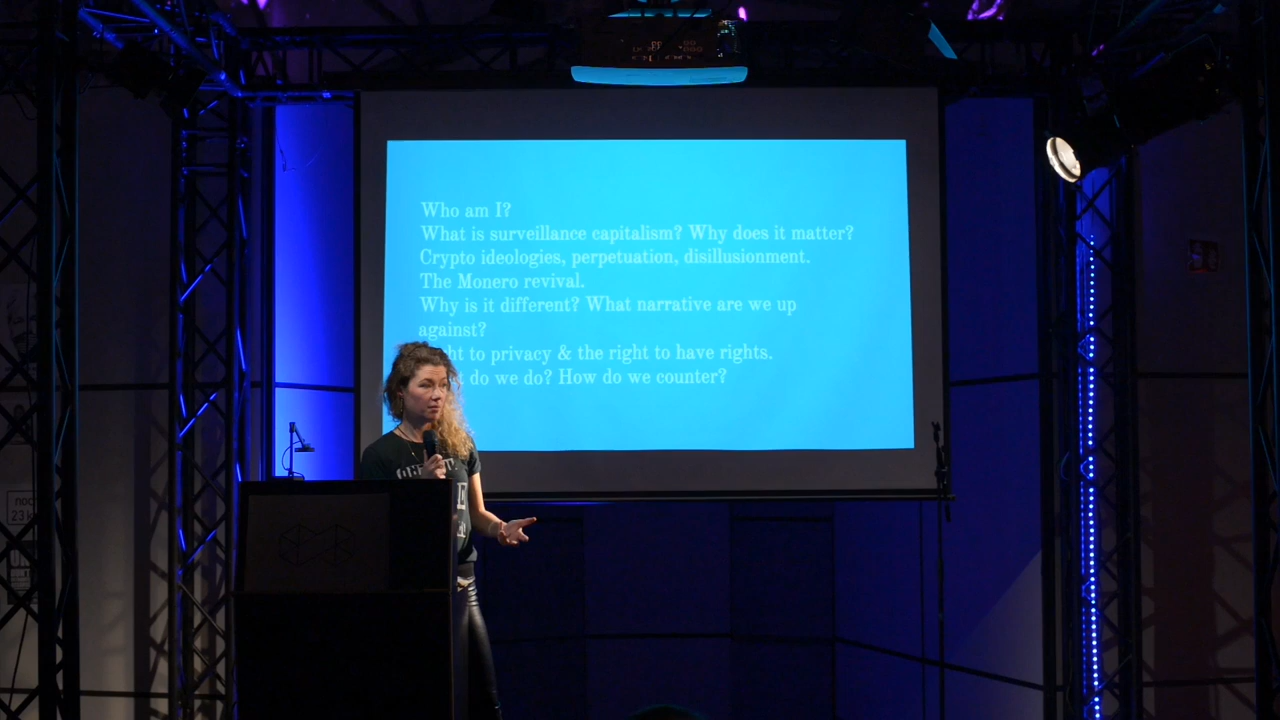 Who am I?
What is surveillance capitalism? Why does it matter?
Crypto ideologies, perpetuation, disillusionment.
The Monero revival.
Why is it different? What narrative are we up
against?
to privacy & the right to have rights.
do we do? How do we counter?